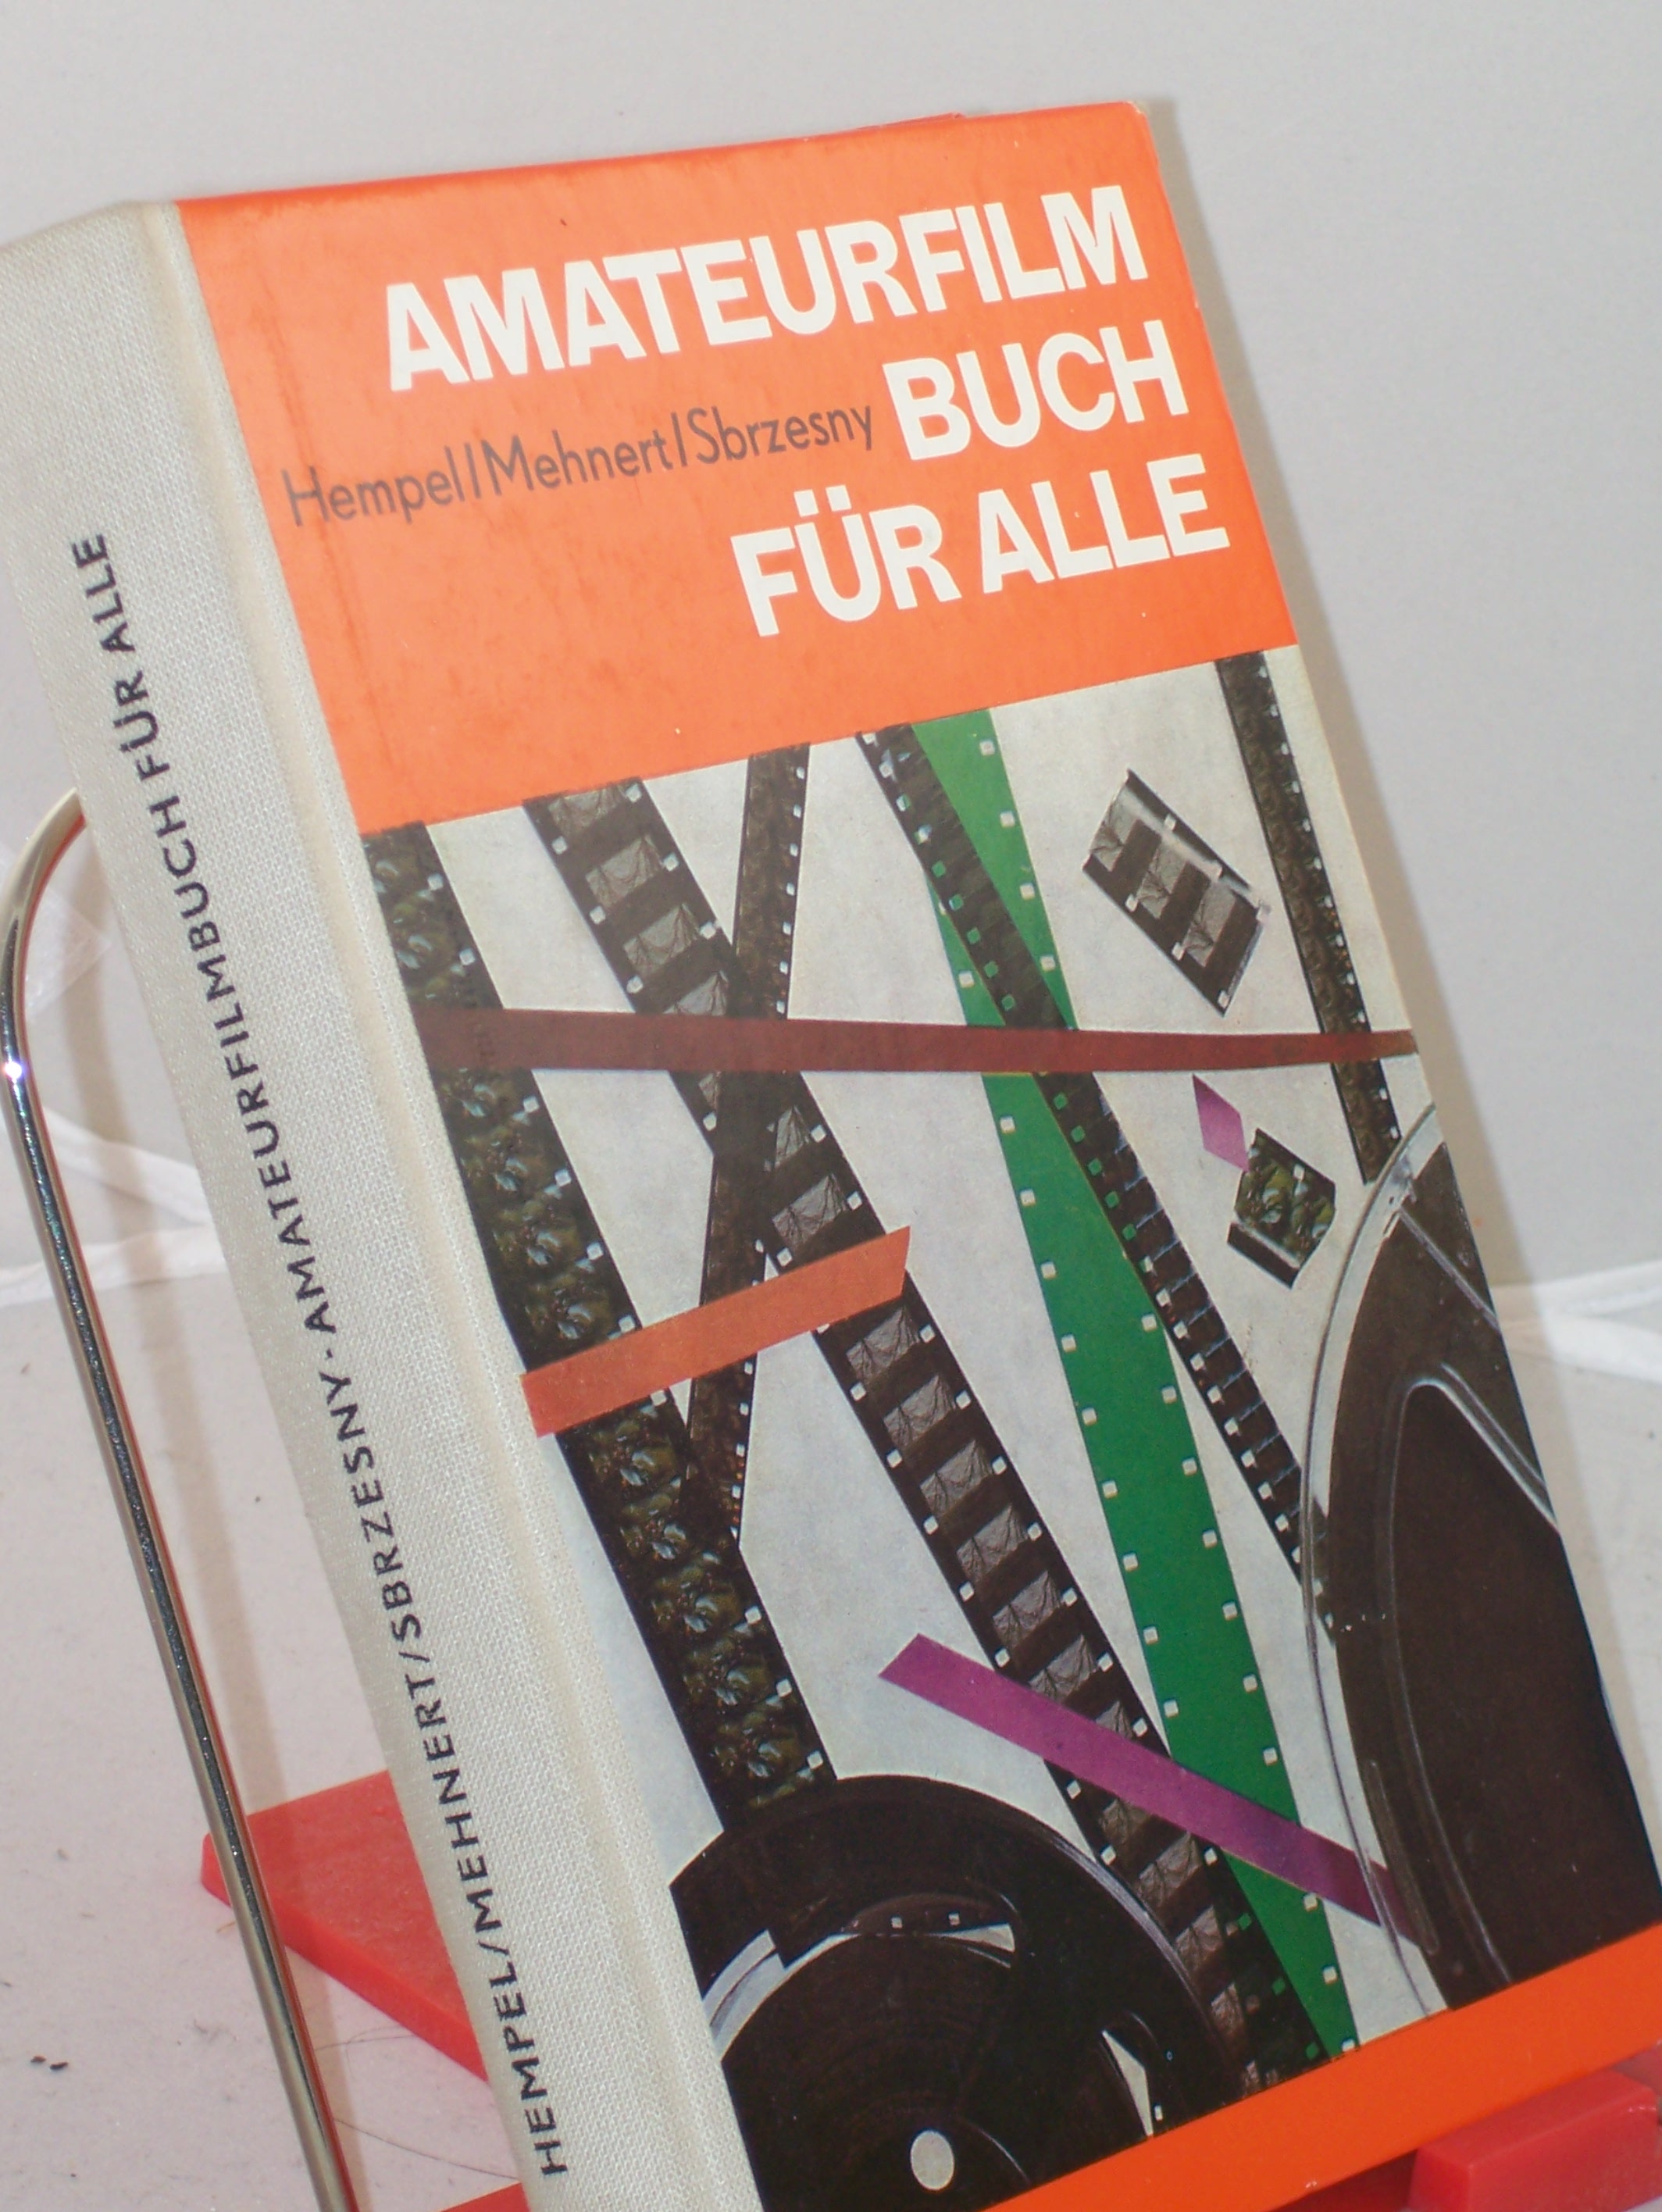 AMATEURFILM
Hempel/Mehnert/Sbrzesny BUCH
FÜR ALLE
HEMPEL/MEHNERT/SBRZESNY · AMATEURFILMBUCH FÜR ALLE